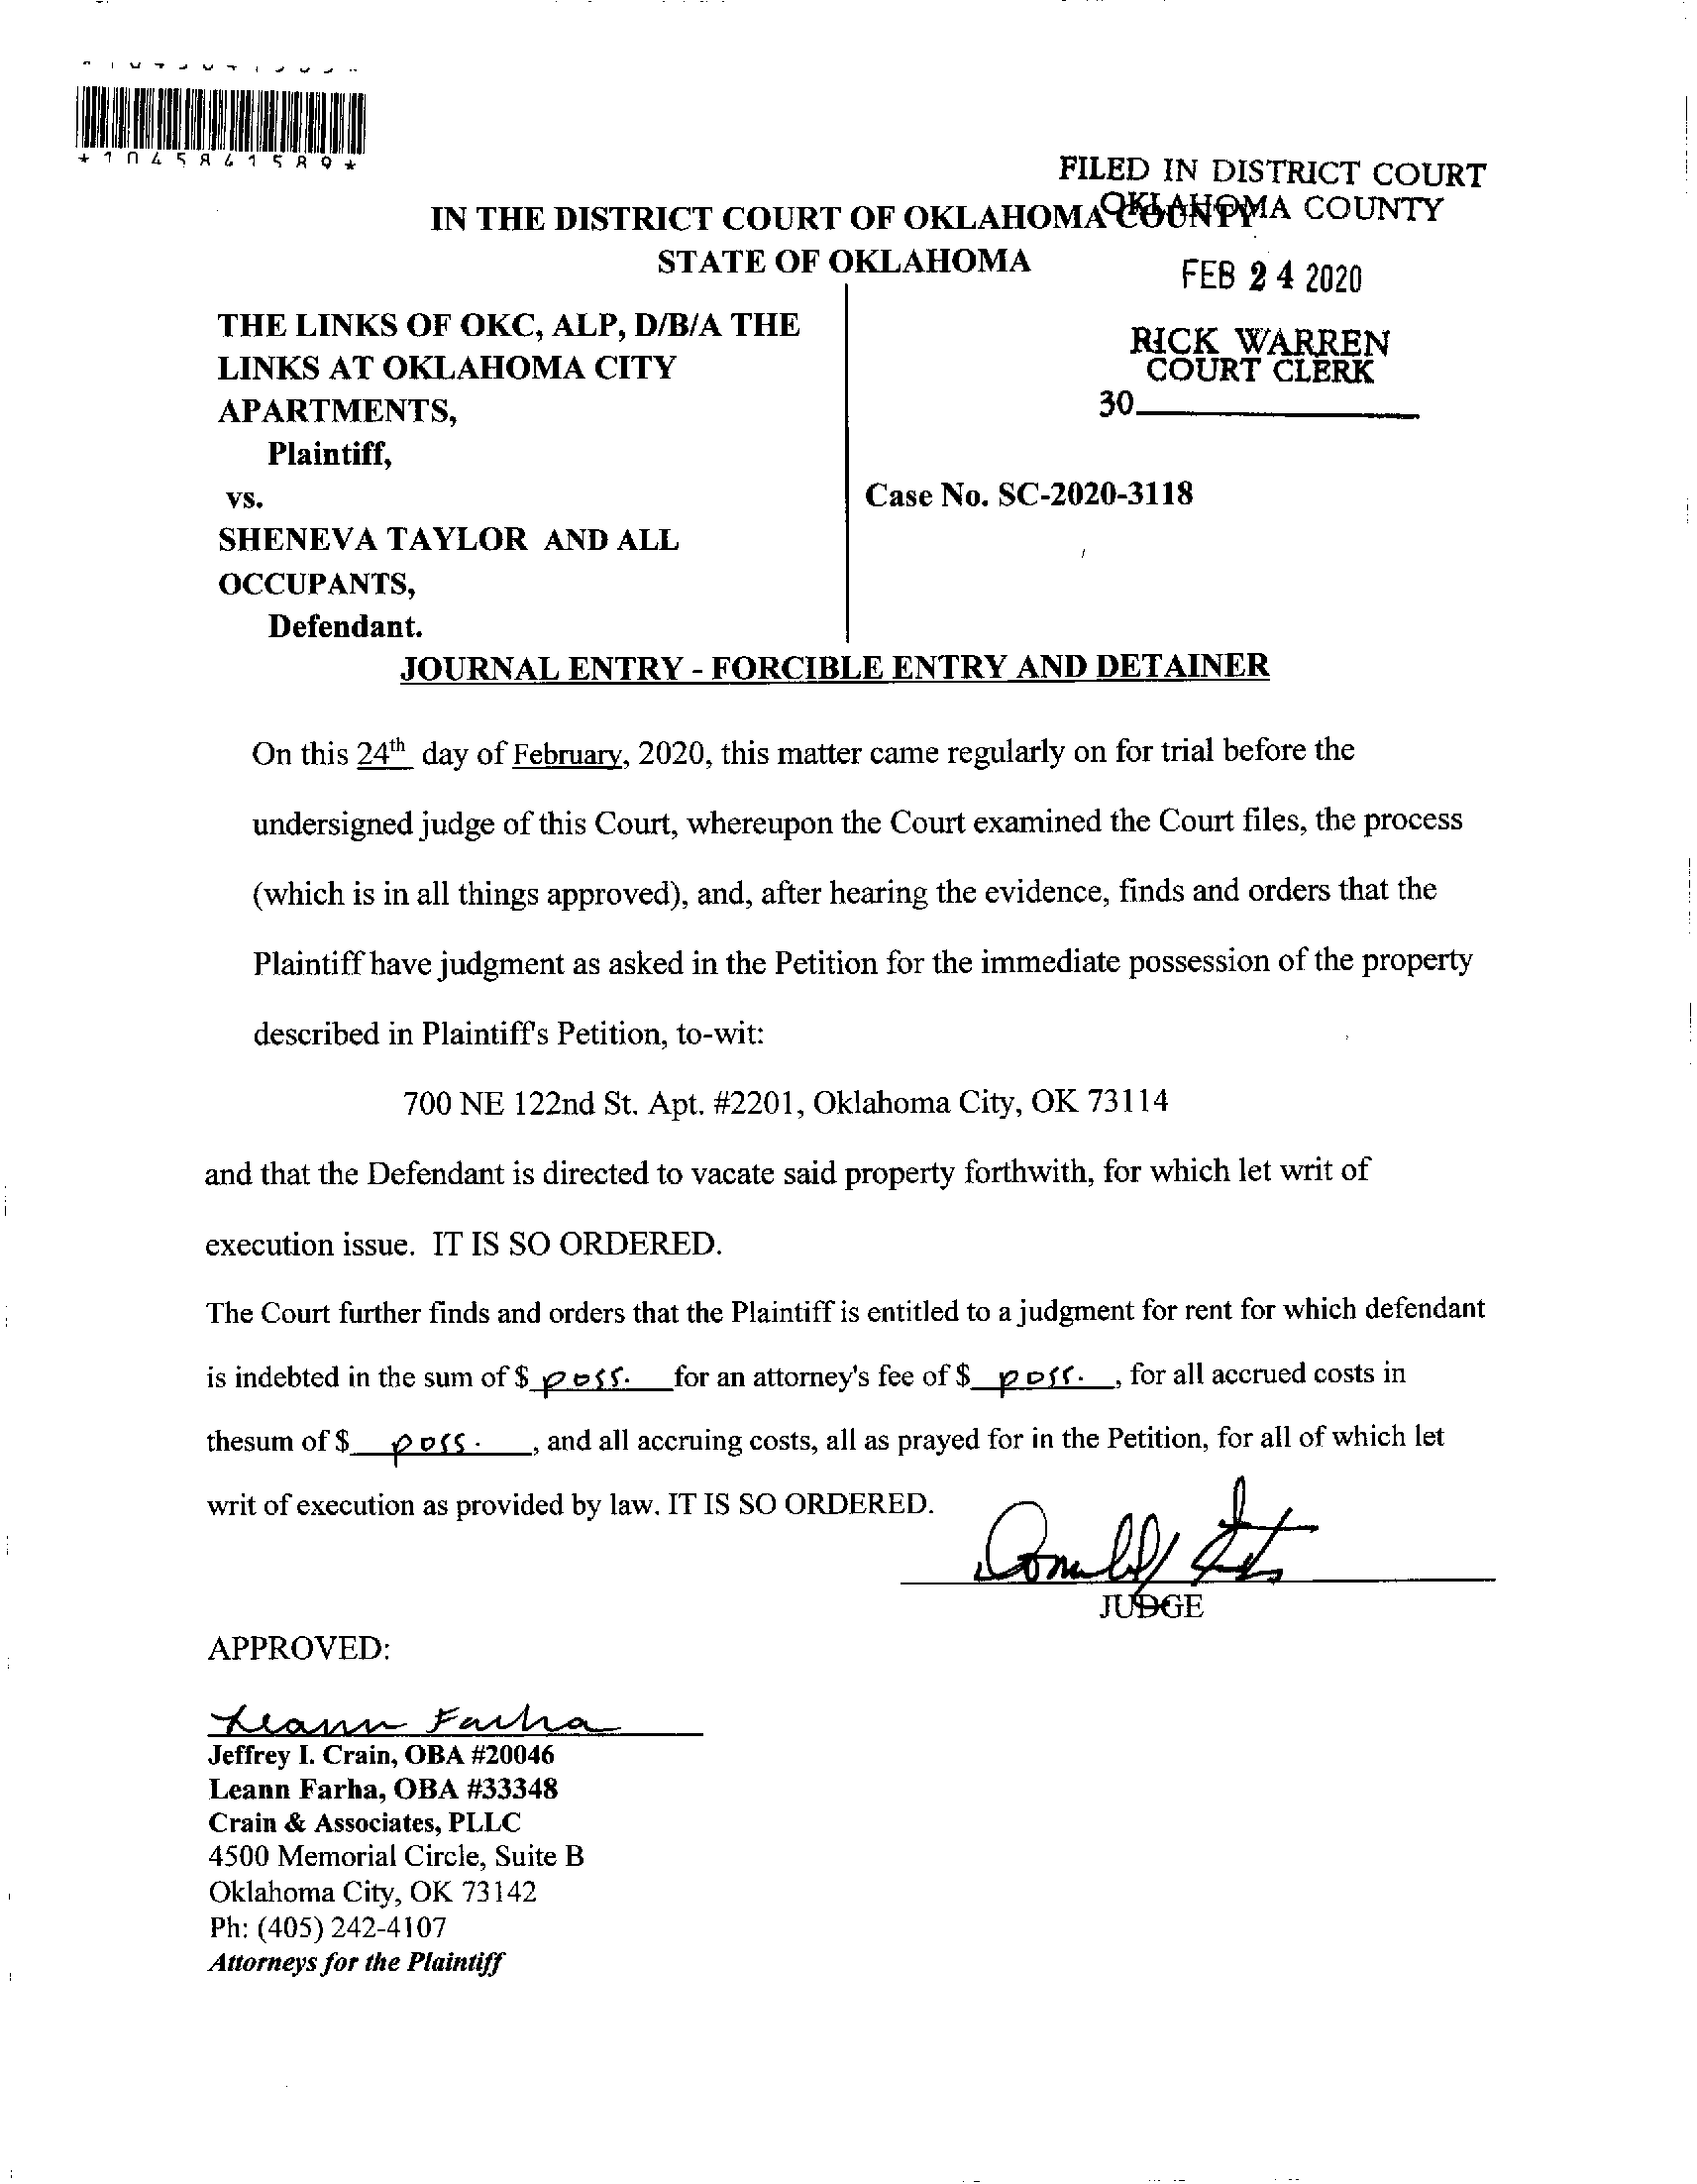 *1045841589*
FILED IN DISTRICT COURT
OKLAHOMA COUNTY
IN THE DISTRICT COURT OF OKLAHOMA COUNTY
STATE OF OKLAHOMA
FEB 24 2020
THE LINKS OF OKC, ALP, D/B/A THE
LINKS AT OKLAHOMA CITY
APARTMENTS,
Plaintiff,
RICK WARREN
COURT CLERK
30
vs.
Case No. SC-2020-3118
SHENEVA TAYLOR AND ALL
OCCUPANTS,
Defendant.
JOURNAL ENTRY - FORCIBLE ENTRY AND DETAINER
On this 24th day of February, 2020, this matter came regularly on for trial before the
undersigned judge of this Court, whereupon the Court examined the Court files, the process
(which is in all things approved), and, after hearing the evidence, finds and orders that the
Plaintiff have judgment as asked in the Petition for the immediate possession of the property
described in Plaintiff's Petition, to-wit:
700 NE 122nd St. Apt. #2201, Oklahoma City, OK 73114
and that the Defendant is directed to vacate said property forthwith, for which let writ of
execution issue. IT IS SO ORDERED.
The Court further finds and orders that the Plaintiff is entitled to a judgment for rent for which defendant
is indebted in the sum of $ poss. for an attorney's fee of $ poss. , for all accrued costs in
thesum of $ poss. , and all accruing costs, all as prayed for in the Petition, for all of which let
writ of execution as provided by law. IT IS SO ORDERED.
JUDGE
APPROVED:
Leann Farha
Jeffrey I. Crain, OBA #20046
Leann Farha, OBA #33348
Crain & Associates, PLLC
4500 Memorial Circle, Suite B
Oklahoma City, OK 73142
Ph: (405) 242-4107
Attorneys for the Plaintiff